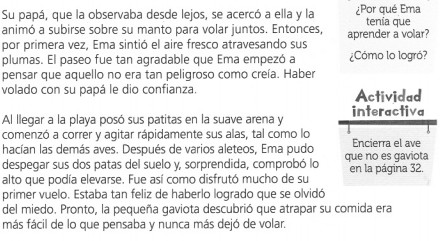 Su papá, que la observaba desde lejos, se acercó a ella y la
animó a subirse sobre su manto para volar juntos. Entonces,
por primera vez, Ema sintió el aire fresco atravesando sus
plumas. El paseo fue tan agradable que Ema empezó a
pensar que aquello no era tan peligroso como creía. Haber
volado con su papá le dio confianza.
Al llegar a la playa posó sus patitas en la suave arena y
comenzó a correr y agitar rápidamente sus alas, tal como lo
hacían las demás aves. Después de varios aleteos, Ema pudo
despegar sus dos patas del suelo y, sorprendida, comprobó lo
alto que podía elevarse. Fue así como disfrutó mucho de su
primer vuelo. Estaba tan feliz de haberlo logrado que se olvidó
del miedo. Pronto, la pequeña gaviota descubrió que atrapar su comida era
más fácil de lo que pensaba y nunca más dejó de volar.
¿Por qué Ema
tenía que
aprender a volar?
¿Cómo lo logró?
Actividad
interactiva
Encierra el ave
que no es gaviota
en la página 32.